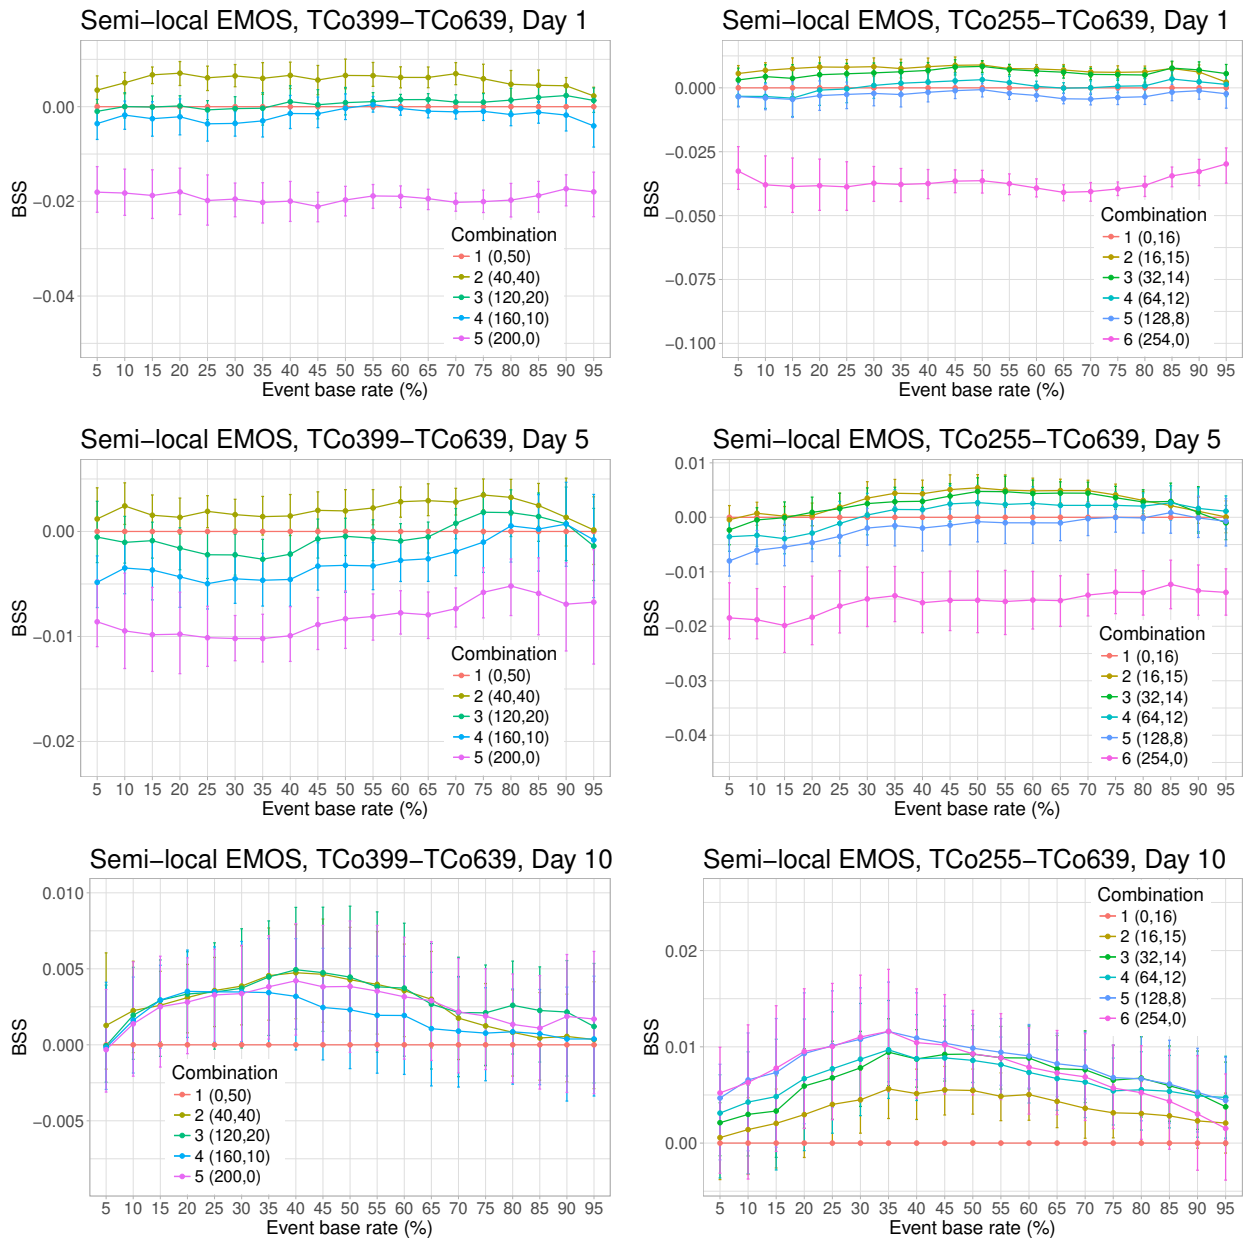 Semi−local EMOS, TCo399−TCo639, Day 1
0.00
−0.02
−0.04
BSS
Combination
1 (0,50)
2 (40,40)
3 (120,20)
4 (160,10)
5 (200,0)
5 10 15 20 25 30 35 40 45 50 55 60 65 70 75 80 85 90 95
Event base rate (%)
Semi−local EMOS, TCo255−TCo639, Day 1
0.000
−0.025
−0.050
−0.075
−0.100
BSS
Combination
1 (0,16)
2 (16,15)
3 (32,14)
4 (64,12)
5 (128,8)
6 (254,0)
5 10 15 20 25 30 35 40 45 50 55 60 65 70 75 80 85 90 95
Event base rate (%)
Semi−local EMOS, TCo399−TCo639, Day 5
0.00
−0.01
−0.02
BSS
Combination
1 (0,50)
2 (40,40)
3 (120,20)
4 (160,10)
5 (200,0)
5 10 15 20 25 30 35 40 45 50 55 60 65 70 75 80 85 90 95
Event base rate (%)
Semi−local EMOS, TCo255−TCo639, Day 5
0.01
0.00
−0.01
−0.02
−0.03
−0.04
BSS
Combination
1 (0,16)
2 (16,15)
3 (32,14)
4 (64,12)
5 (128,8)
6 (254,0)
5 10 15 20 25 30 35 40 45 50 55 60 65 70 75 80 85 90 95
Event base rate (%)
Semi−local EMOS, TCo399−TCo639, Day 10
0.010
0.005
0.000
−0.005
BSS
Combination
1 (0,50)
2 (40,40)
3 (120,20)
4 (160,10)
5 (200,0)
5 10 15 20 25 30 35 40 45 50 55 60 65 70 75 80 85 90 95
Event base rate (%)
Semi−local EMOS, TCo255−TCo639, Day 10
0.02
0.01
0.00
BSS
Combination
1 (0,16)
2 (16,15)
3 (32,14)
4 (64,12)
5 (128,8)
6 (254,0)
5 10 15 20 25 30 35 40 45 50 55 60 65 70 75 80 85 90 95
Event base rate (%)